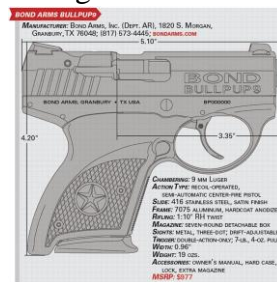 BOND ARMS BULLPUP9
MANUFACTURER: BOND ARMS, INC. (DEPT. AR), 1820 S. MORGAN,
GRANBURY, TX 76048; (817) 573-4445; BONDARMS.COM
5.10"
BOND
BULLPUP9
BOND ARMS, GRANBURY • TX USA
BP000000
4.20"
3.35"
CHAMBERING: 9 MM LUGER
ACTION TYPE: RECOIL-OPERATED,
SEMI-AUTOMATIC CENTER-FIRE PISTOL
SLIDE: 416 STAINLESS STEEL, SATIN FINISH
FRAME: 7075 ALUMINUM, HARDCOAT ANODIZED
RIFLING: 1:10" RH TWIST
MAGAZINE: SEVEN-ROUND DETACHABLE BOX
SIGHTS: METAL, THREE-DOT; DRIFT-ADJUSTABLE
TRIGGER: DOUBLE-ACTION-ONLY; 7-LB., 4-OZ. PULL
WIDTH: 0.96"
WEIGHT: 19 OZS.
ACCESSORIES: OWNER'S MANUAL, HARD CASE,
LOCK, EXTRA MAGAZINE
MSRP: $977